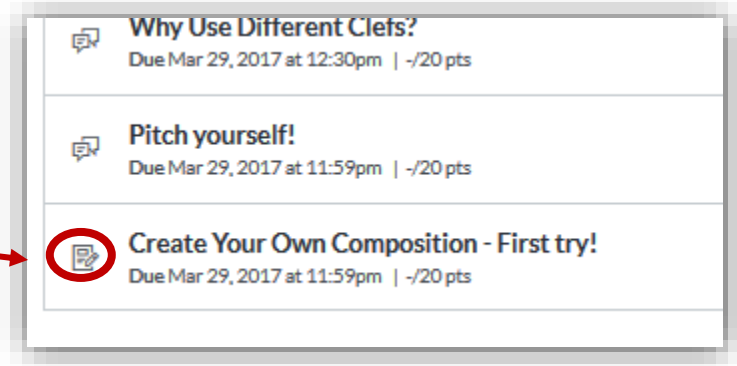 Why Use Different Clefs?
Due Mar 29, 2017 at 12:30pm | -/20 pts
Pitch yourself!
Due Mar 29, 2017 at 11:59pm | -/20 pts
Create Your Own Composition - First try!
Due Mar 29, 2017 at 11:59pm | -/20 pts